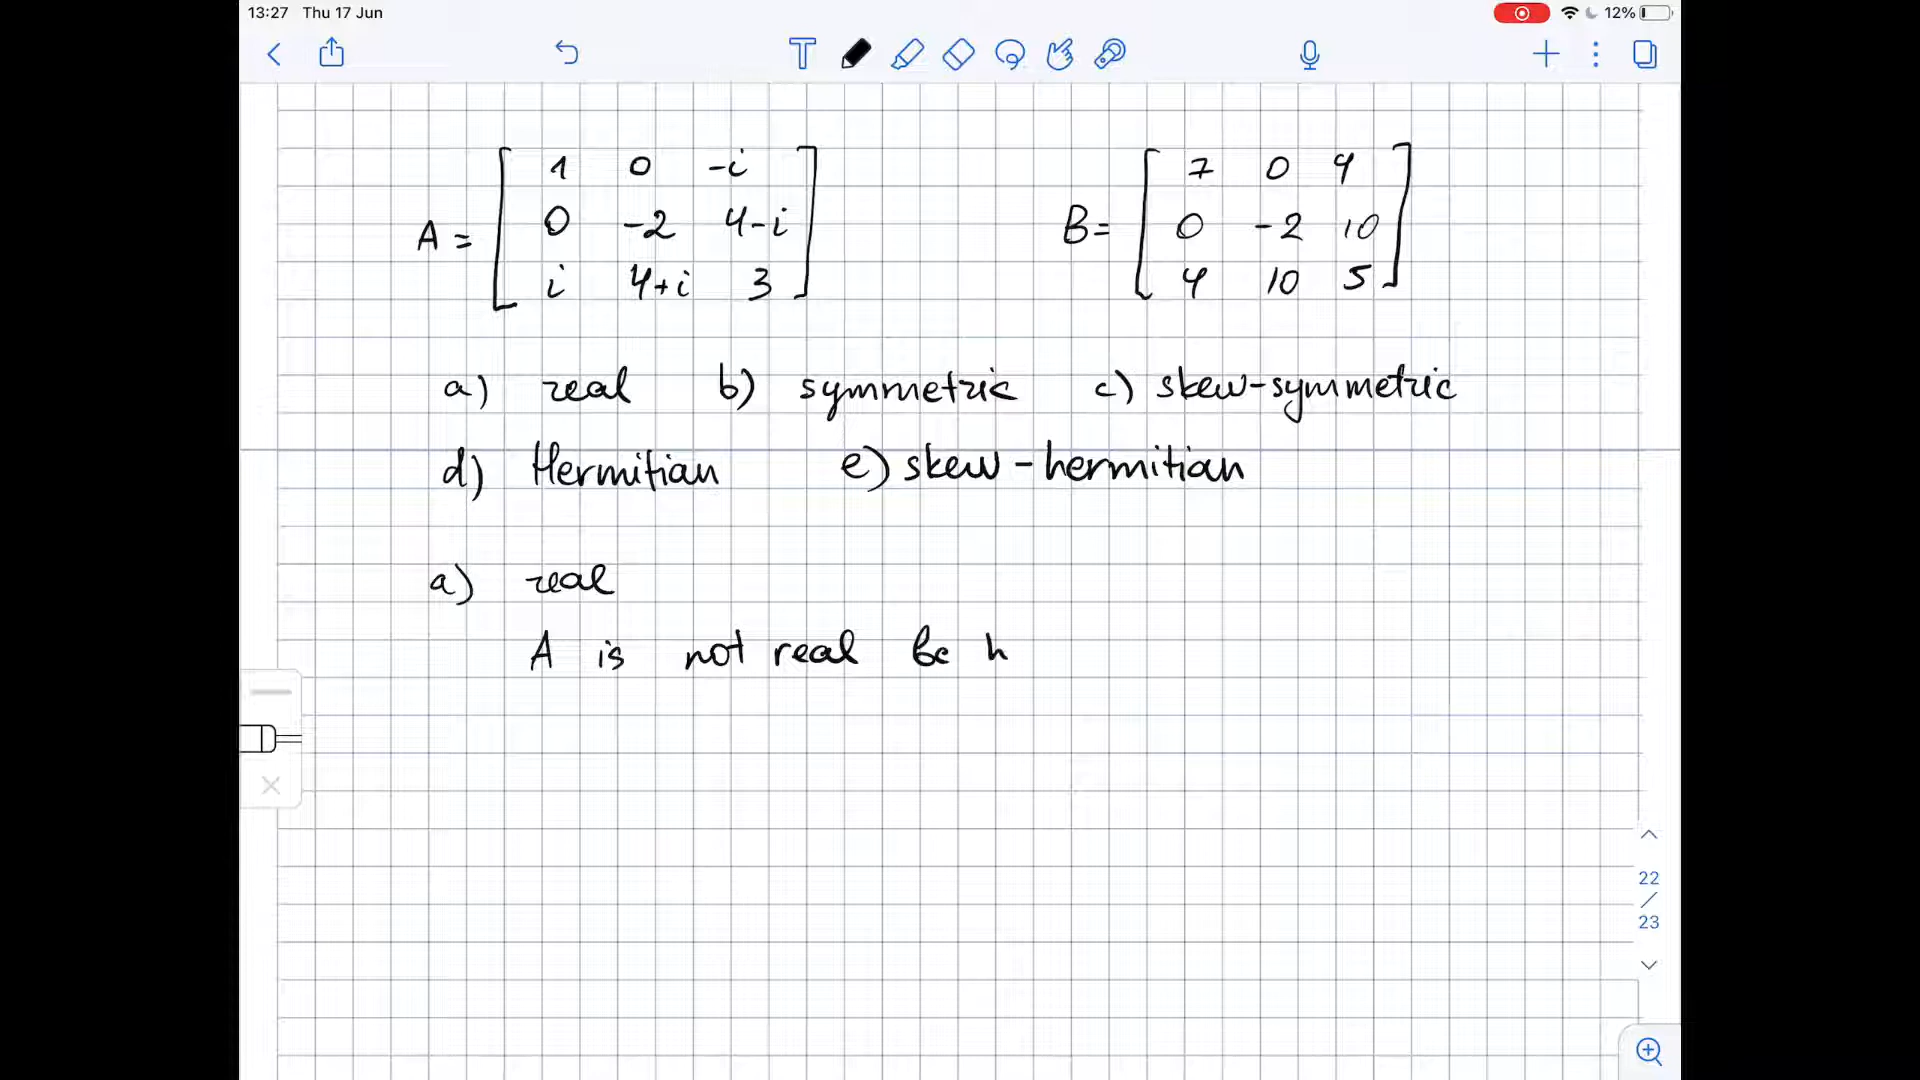 13:27 Thu 17 Jun 12%
A = [ 1 0 -i
0 -2 4-i
i 4+i 3 ]
B = [ 7 0 4
0 -2 10
4 10 5 ]
a) real b) symmetric c) skew-symmetric
d) Hermitian e) skew-hermitian
a) real
A is not real bc h
22
/
23